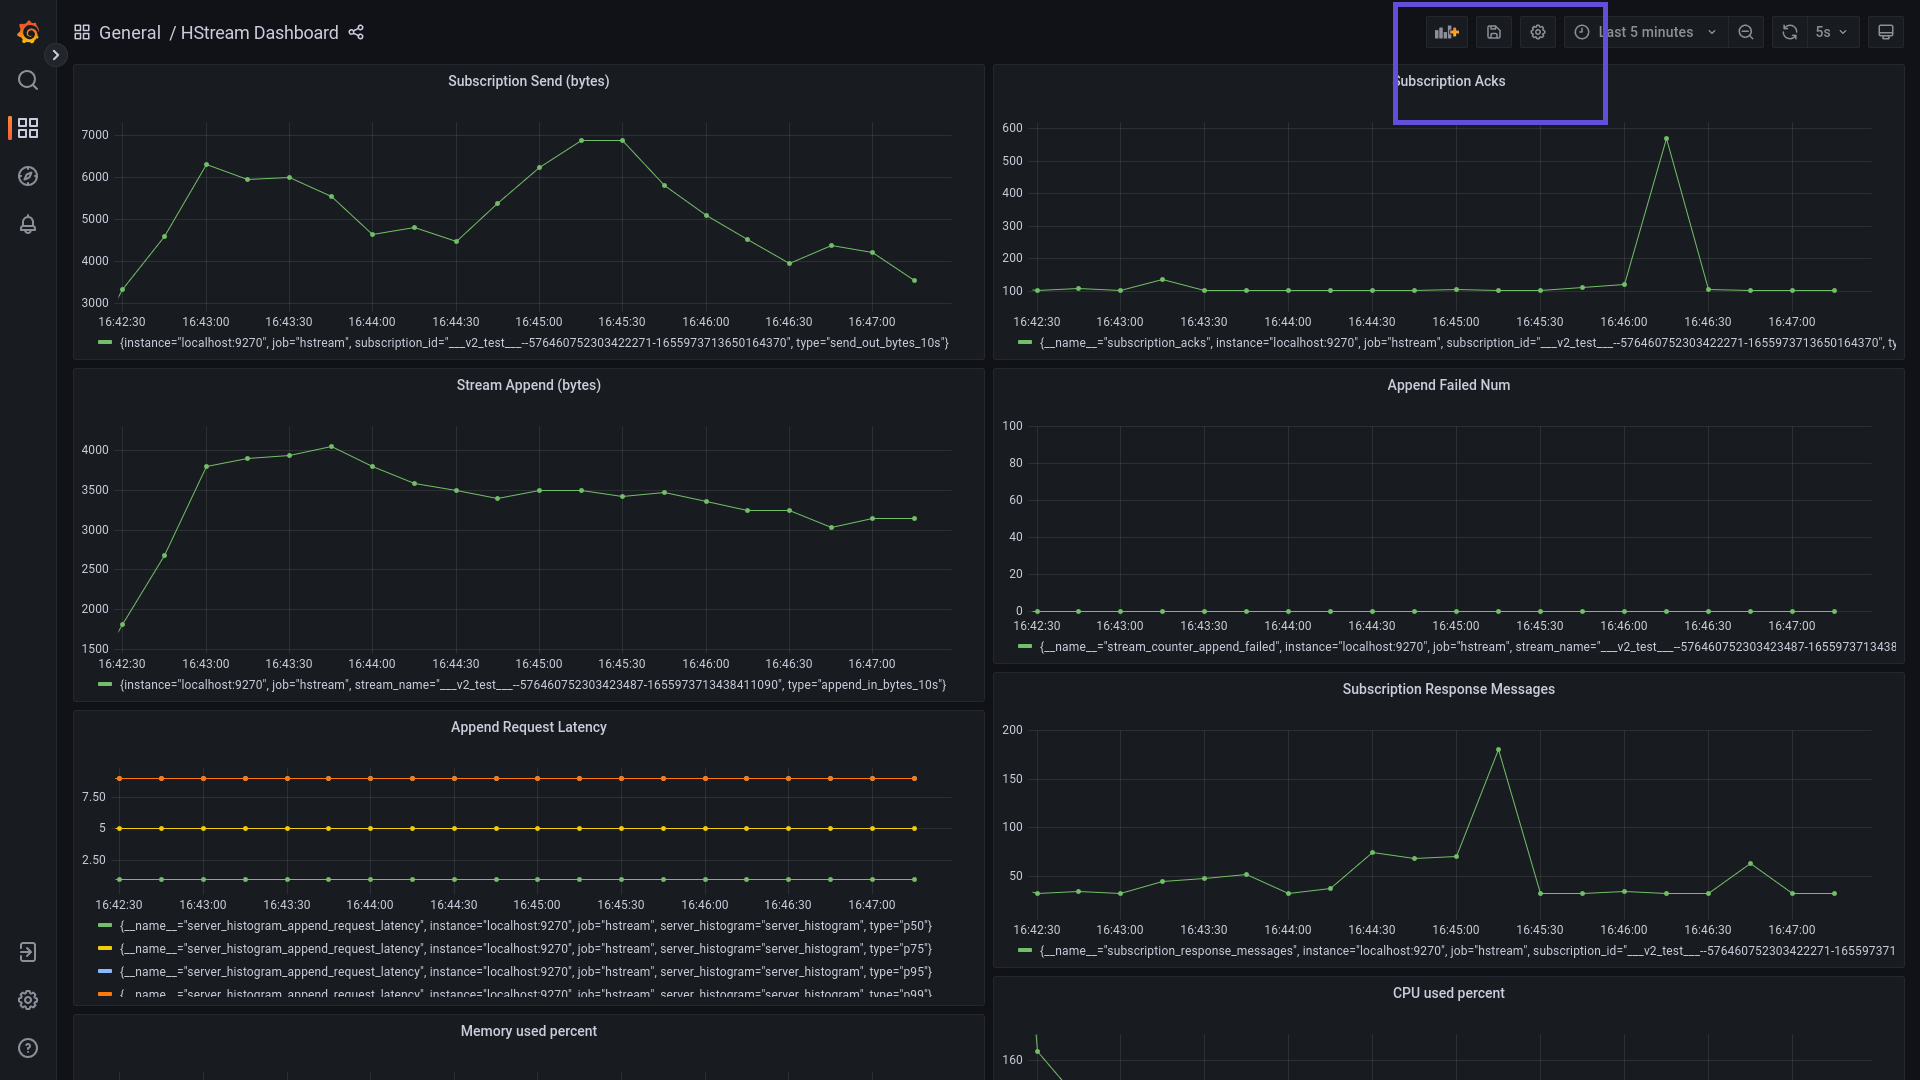 General / HStream Dashboard
Last 5 minutes
5s
Subscription Send (bytes)
7000
6000
5000
4000
3000
16:42:30 16:43:00 16:43:30 16:44:00 16:44:30 16:45:00 16:45:30 16:46:00 16:46:30 16:47:00
{instance="localhost:9270", job="hstream", subscription_id="___v2_test___--576460752303422271-1655973713650164370", type="send_out_bytes_10s"}
Subscription Acks
600
500
400
300
200
100
16:42:30 16:43:00 16:43:30 16:44:00 16:44:30 16:45:00 16:45:30 16:46:00 16:46:30 16:47:00
{__name__="subscription_acks", instance="localhost:9270", job="hstream", subscription_id="___v2_test___--576460752303422271-1655973713650164370", ty
Stream Append (bytes)
4000
3500
3000
2500
2000
1500
16:42:30 16:43:00 16:43:30 16:44:00 16:44:30 16:45:00 16:45:30 16:46:00 16:46:30 16:47:00
{instance="localhost:9270", job="hstream", stream_name="___v2_test___--576460752303423487-1655973713438411090", type="append_in_bytes_10s"}
Append Failed Num
100
80
60
40
20
0
16:42:30 16:43:00 16:43:30 16:44:00 16:44:30 16:45:00 16:45:30 16:46:00 16:46:30 16:47:00
{__name__="stream_counter_append_failed", instance="localhost:9270", job="hstream", stream_name="___v2_test___--576460752303423487-1655973713438
Append Request Latency
7.50
5
2.50
16:42:30 16:43:00 16:43:30 16:44:00 16:44:30 16:45:00 16:45:30 16:46:00 16:46:30 16:47:00
{__name__="server_histogram_append_request_latency", instance="localhost:9270", job="hstream", server_histogram="server_histogram", type="p50"}
{__name__="server_histogram_append_request_latency", instance="localhost:9270", job="hstream", server_histogram="server_histogram", type="p75"}
{__name__="server_histogram_append_request_latency", instance="localhost:9270", job="hstream", server_histogram="server_histogram", type="p95"}
{__name__="server_histogram_append_request_latency", instance="localhost:9270", job="hstream", server_histogram="server_histogram", type="p99"}
Subscription Response Messages
200
150
100
50
16:42:30 16:43:00 16:43:30 16:44:00 16:44:30 16:45:00 16:45:30 16:46:00 16:46:30 16:47:00
{__name__="subscription_response_messages", instance="localhost:9270", job="hstream", subscription_id="___v2_test___--576460752303422271-165597371
Memory used percent
CPU used percent
160